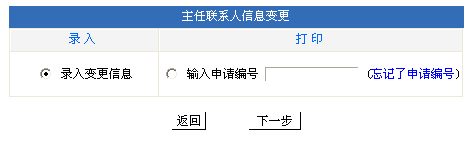 主任联系人信息变更
录 入 打 印
录入变更信息 输入申请编号 (忘记了申请编号)
返回 下一步